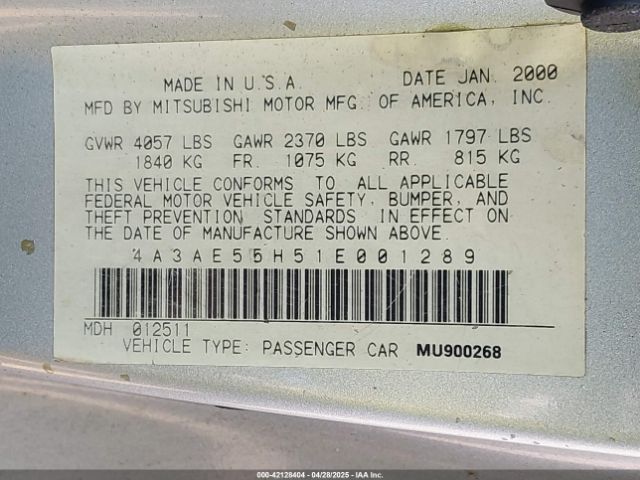 MADE IN U.S.A. DATE JAN. 2000
MFD BY MITSUBISHI MOTOR MFG. OF AMERICA, INC.
GVWR 4057 LBS GAWR 2370 LBS GAWR 1797 LBS
1840 KG FR. 1075 KG RR. 815 KG
THIS VEHICLE CONFORMS TO ALL APPLICABLE
FEDERAL MOTOR VEHICLE SAFETY, BUMPER, AND
THEFT PREVENTION STANDARDS IN EFFECT ON
THE DATE OF MANUFACTURE SHOWN ABOVE.
4A3AE55H51E001289
MDH 012511
VEHICLE TYPE: PASSENGER CAR MU900268
000-42128404 - 04/28/2025 - IAA Corp.